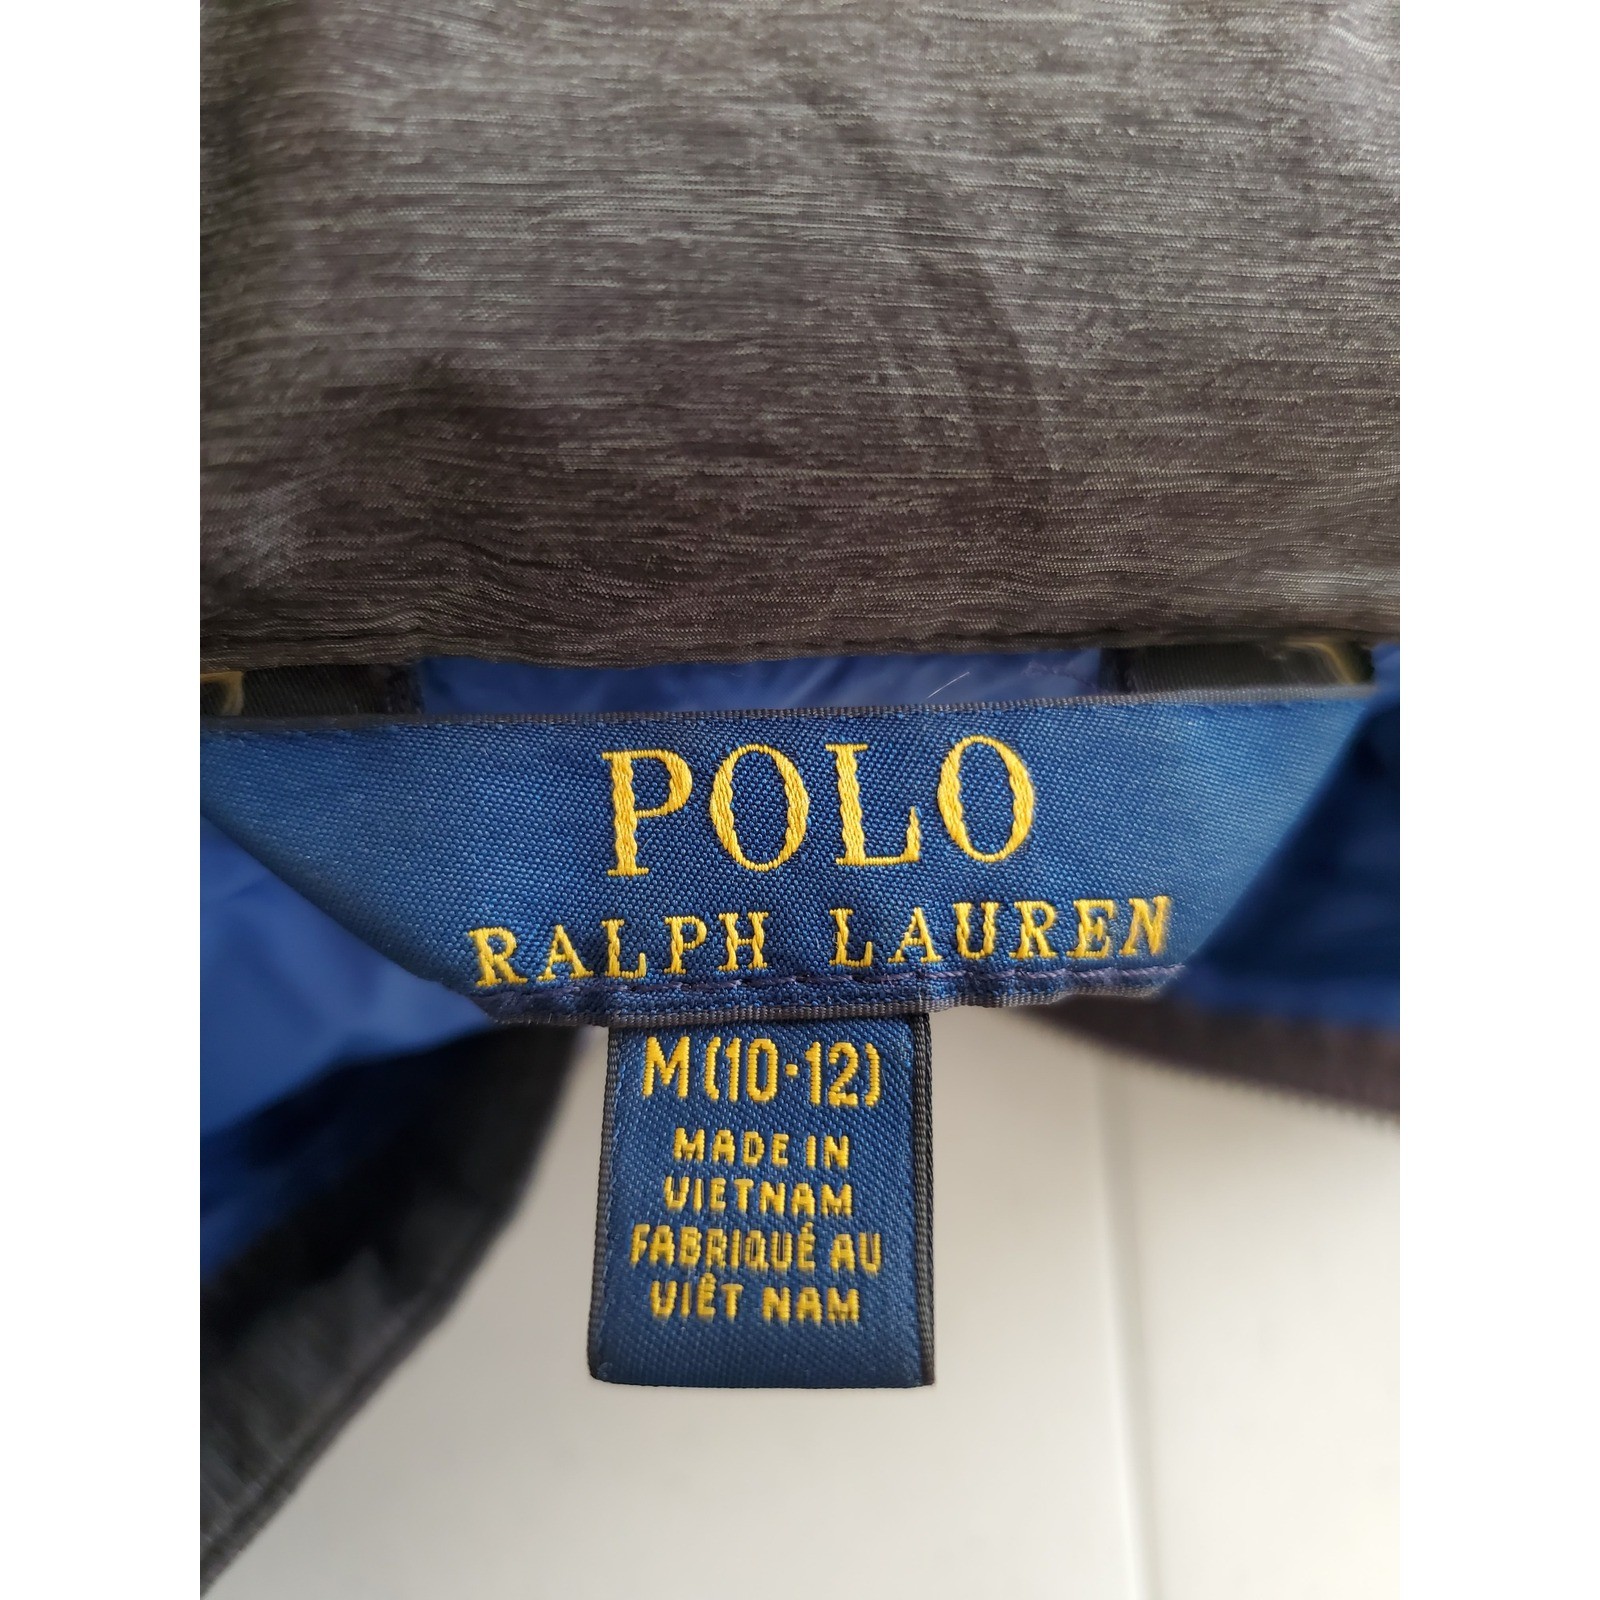 POLO
RALPH LAUREN
M (10-12)
MADE IN
VIETNAM
FABRIQUÉ AU
VIÊT NAM